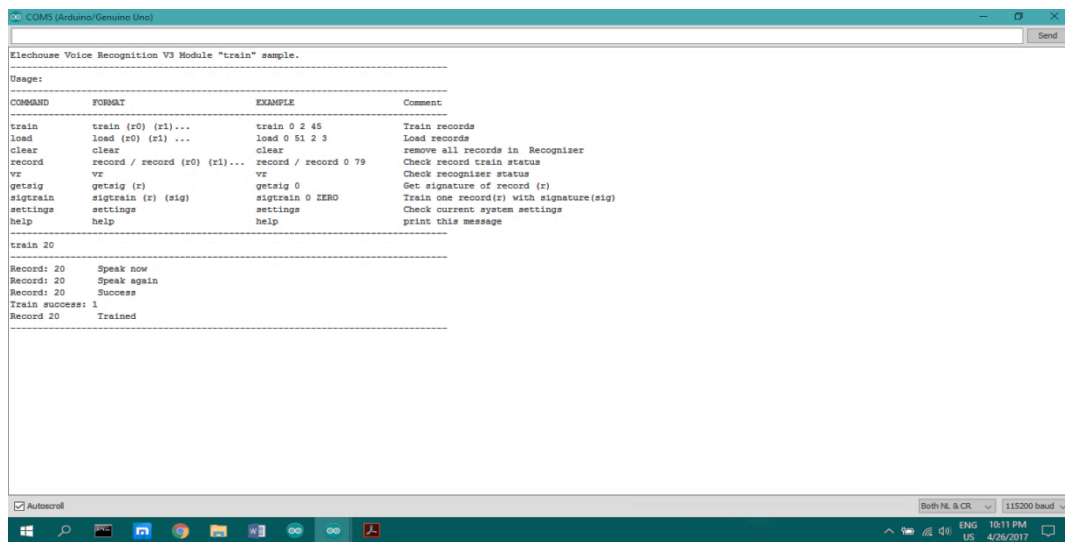 COM5 (Arduino/Genuino Uno)
Send
Elechouse Voice Recognition V3 Module "train" sample.
--------------------------------------------------------------------------------
Usage:
--------------------------------------------------------------------------------
COMMAND FORMAT EXAMPLE Comment
--------------------------------------------------------------------------------
train train (r0) (r1)... train 0 2 45 Train records
load load (r0) (r1) ... load 0 51 2 3 Load records
clear clear clear remove all records in Recognizer
record record / record (r0) (r1)... record / record 0 79 Check record train status
vr vr vr Check recognizer status
getsig getsig (r) getsig 0 Get signature of record (r)
sigtrain sigtrain (r) (sig) sigtrain 0 ZERO Train one record(r) with signature(sig)
settings settings settings Check current system settings
help help help print this message
--------------------------------------------------------------------------------
train 20
--------------------------------------------------------------------------------
Record: 20 Speak now
Record: 20 Speak again
Record: 20 Success
Train success: 1
Record 20 Trained
--------------------------------------------------------------------------------
Autoscroll
Both NL & CR
115200 baud
ENG 10:11 PM
US 4/26/2017